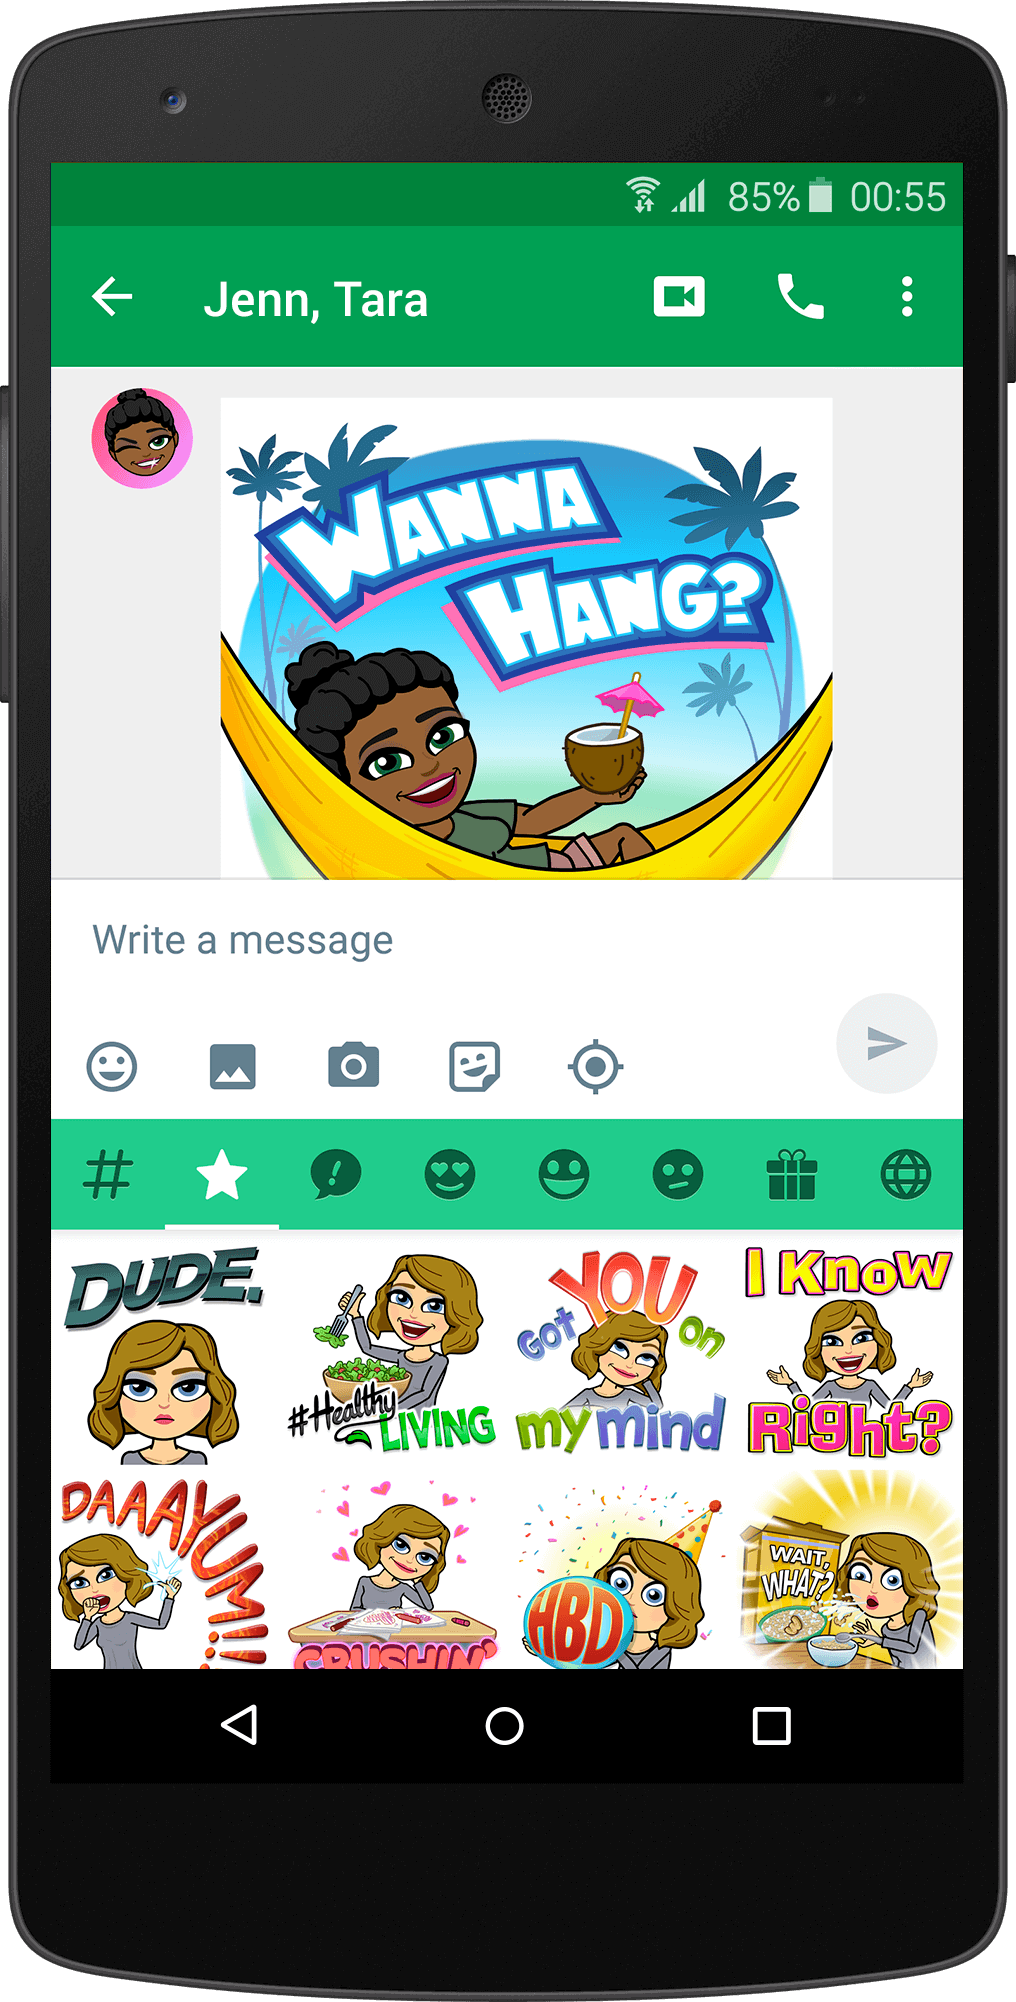 85% 00:55
Jenn, Tara
WANNA
HANG?
Write a message
#
DUDE.
#Healthy
LIVING
Got YOU on
my mind
I Know
Right?
DAAAYUM!!
CRUSHIN'
HBD
WAIT,
WHAT?